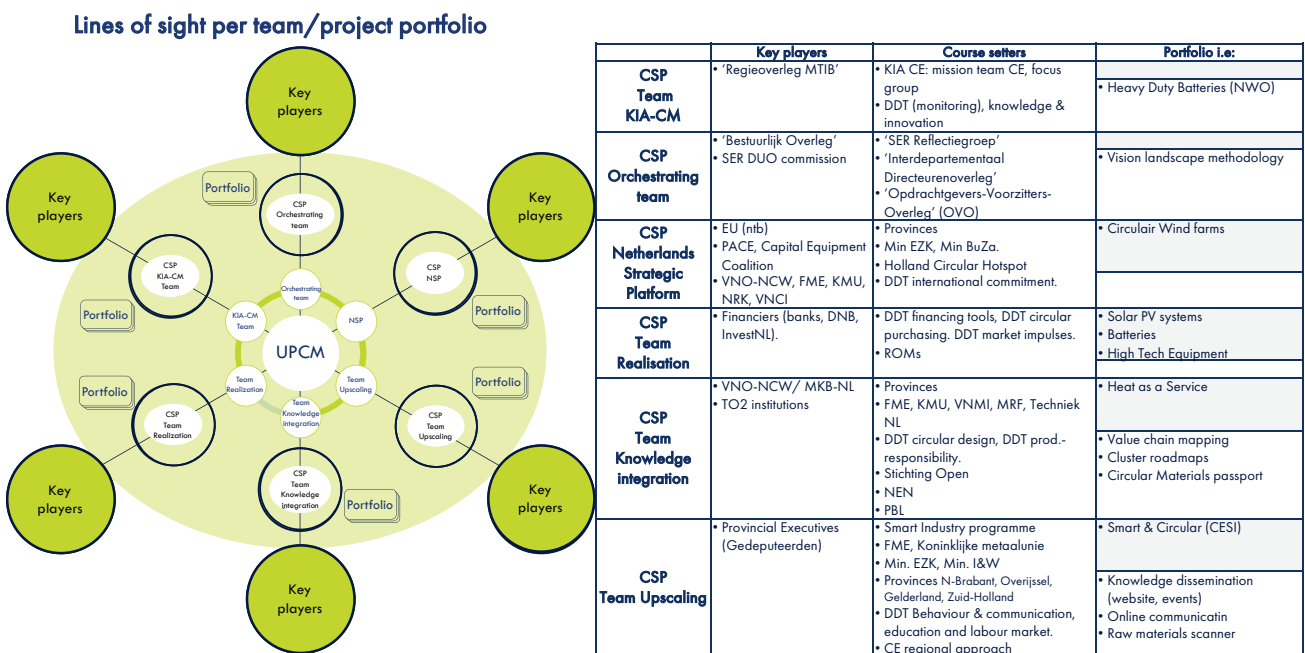 Lines of sight per team/project portfolio
Key
players
Key
players
Key
players
Portfolio
CSP
Orchestrating
team
CSP
KIA-CM
Team
CSP
NSP
Portfolio
Portfolio
Orchestrating
team
KIA-CM
Team
NSP
UPCM
Team
Realization
Team
Upscaling
Team
Knowledge
integration
Portfolio
Portfolio
CSP
Team
Realization
CSP
Team
Upscaling
CSP
Team
Knowledge
integration
Portfolio
Key
players
Key
players
Key
players
Key players
Course setters
Portfolio i.e:
CSP
Team
KIA-CM
• 'Regieoverleg MTIB'
• KIA CE: mission team CE, focus
group
• DDT (monitoring), knowledge &
innovation
• Heavy Duty Batteries (NWO)
CSP
Orchestrating
team
• 'Bestuurlijk Overleg'
• SER DUO commission
• 'SER Reflectiegroep'
• 'Interdepartementaal
Directeurenoverleg'
• 'Opdrachtgevers-Voorzitters-
Overleg' (OVO)
• Vision landscape methodology
CSP
Netherlands
Strategic
Platform
• EU (ntb)
• PACE, Capital Equipment
Coalition
• VNO-NCW, FME, KMU,
NRK, VNCI
• Provinces
• Min EZK, Min BuZa.
• Holland Circular Hotspot
• DDT international commitment.
• Circulair Wind farms
CSP
Team
Realisation
• Financiers (banks, DNB,
InvestNL).
• DDT financing tools, DDT circular
purchasing. DDT market impulses.
• ROMs
• Solar PV systems
• Batteries
• High Tech Equipment
CSP
Team
Knowledge
integration
• VNO-NCW/ MKB-NL
• TO2 institutions
• Provinces
• FME, KMU, VNMI, MRF, Techniek
NL
• DDT circular design, DDT prod.-
responsibility.
• Stichting Open
• NEN
• PBL
• Heat as a Service
• Value chain mapping
• Cluster roadmaps
• Circular Materials passport
CSP
Team Upscaling
• Provincial Executives
(Gedeputeerden)
• Smart Industry programme
• FME, Koninklijke metaalunie
• Min. EZK, Min. I&W
• Provinces N-Brabant, Overijssel,
Gelderland, Zuid-Holland
• DDT Behaviour & communication,
education and labour market.
• CE regional approach
• Smart & Circular (CESI)
• Knowledge dissemination
(website, events)
• Online communicatin
• Raw materials scanner